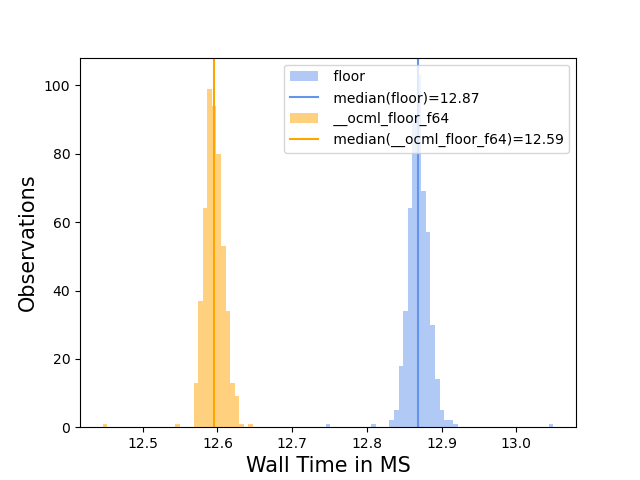 100
80
60
40
20
0
Observations
floor
median(floor)=12.87
__ocml_floor_f64
median(__ocml_floor_f64)=12.59
12.5 12.6 12.7 12.8 12.9 13.0
Wall Time in MS